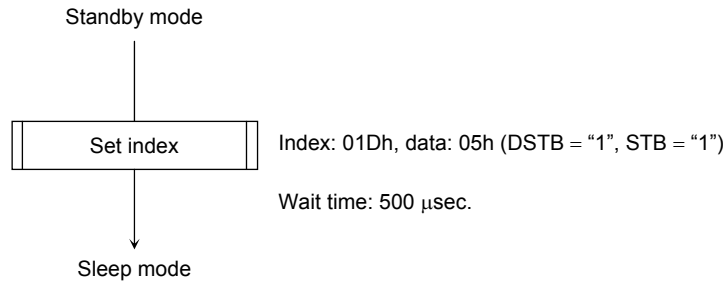 Standby mode
Set index
Index: 01Dh, data: 05h (DSTB = “1”, STB = “1”)
Wait time: 500 μsec.
Sleep mode